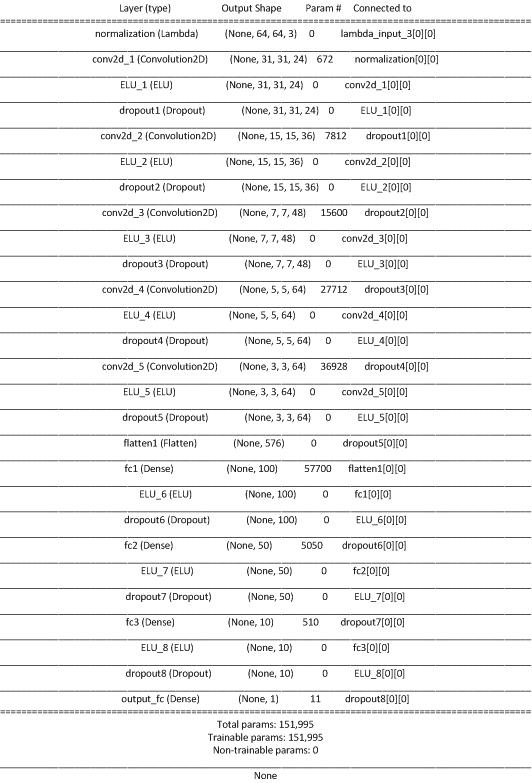 Layer (type) Output Shape Param # Connected to
normalization (Lambda) (None, 64, 64, 3) 0 lambda_input_3[0][0]
conv2d_1 (Convolution2D) (None, 31, 31, 24) 672 normalization[0][0]
ELU_1 (ELU) (None, 31, 31, 24) 0 conv2d_1[0][0]
dropout1 (Dropout) (None, 31, 31, 24) 0 ELU_1[0][0]
conv2d_2 (Convolution2D) (None, 15, 15, 36) 7812 dropout1[0][0]
ELU_2 (ELU) (None, 15, 15, 36) 0 conv2d_2[0][0]
dropout2 (Dropout) (None, 15, 15, 36) 0 ELU_2[0][0]
conv2d_3 (Convolution2D) (None, 7, 7, 48) 15600 dropout2[0][0]
ELU_3 (ELU) (None, 7, 7, 48) 0 conv2d_3[0][0]
dropout3 (Dropout) (None, 7, 7, 48) 0 ELU_3[0][0]
conv2d_4 (Convolution2D) (None, 5, 5, 64) 27712 dropout3[0][0]
ELU_4 (ELU) (None, 5, 5, 64) 0 conv2d_4[0][0]
dropout4 (Dropout) (None, 5, 5, 64) 0 ELU_4[0][0]
conv2d_5 (Convolution2D) (None, 3, 3, 64) 36928 dropout4[0][0]
ELU_5 (ELU) (None, 3, 3, 64) 0 conv2d_5[0][0]
dropout5 (Dropout) (None, 3, 3, 64) 0 ELU_5[0][0]
flatten1 (Flatten) (None, 576) 0 dropout5[0][0]
fc1 (Dense) (None, 100) 57700 flatten1[0][0]
ELU_6 (ELU) (None, 100) 0 fc1[0][0]
dropout6 (Dropout) (None, 100) 0 ELU_6[0][0]
fc2 (Dense) (None, 50) 5050 dropout6[0][0]
ELU_7 (ELU) (None, 50) 0 fc2[0][0]
dropout7 (Dropout) (None, 50) 0 ELU_7[0][0]
fc3 (Dense) (None, 10) 510 dropout7[0][0]
ELU_8 (ELU) (None, 10) 0 fc3[0][0]
dropout8 (Dropout) (None, 10) 0 ELU_8[0][0]
output_fc (Dense) (None, 1) 11 dropout8[0][0]
Total params: 151,995
Trainable params: 151,995
Non-trainable params: 0
None